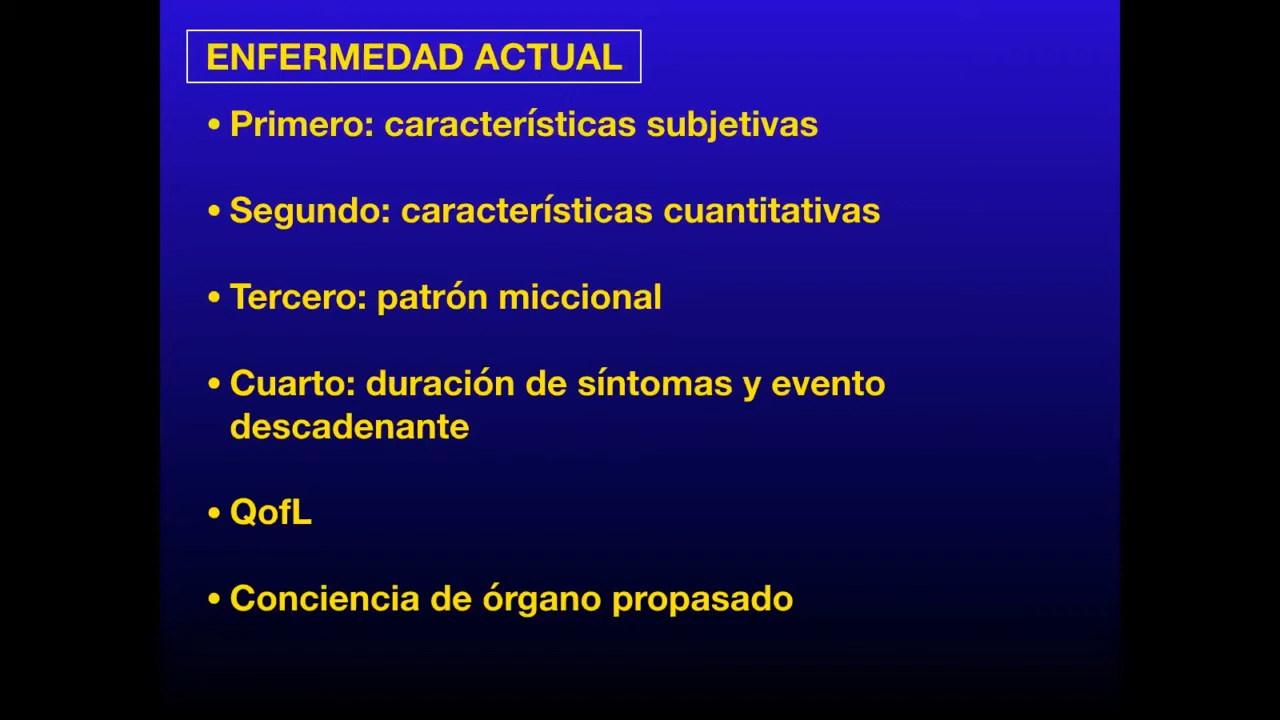 ENFERMEDAD ACTUAL
• Primero: características subjetivas
• Segundo: características cuantitativas
• Tercero: patrón miccional
• Cuarto: duración de síntomas y evento
descadenante
• QofL
• Conciencia de órgano propasado